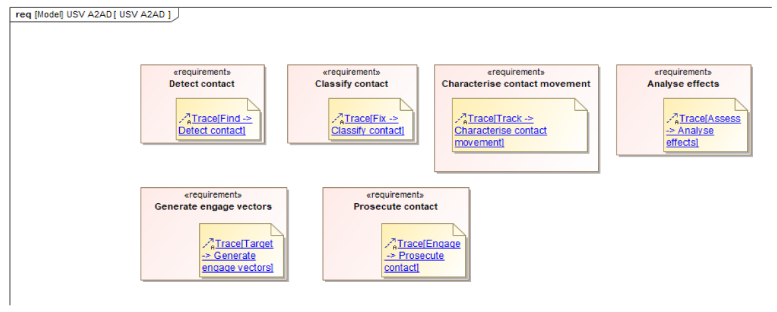 req [Model] USV A2AD [ USV A2AD ]
«requirement»
Detect contact
Trace[Find ->
Detect contact]
«requirement»
Classify contact
Trace[Fix ->
Classify contact]
«requirement»
Characterise contact movement
Trace[Track ->
Characterise contact
movement]
«requirement»
Analyse effects
Trace[Assess
-> Analyse
effects]
«requirement»
Generate engage vectors
Trace[Target
-> Generate
engage vectors]
«requirement»
Prosecute contact
Trace[Engage
-> Prosecute
contact]